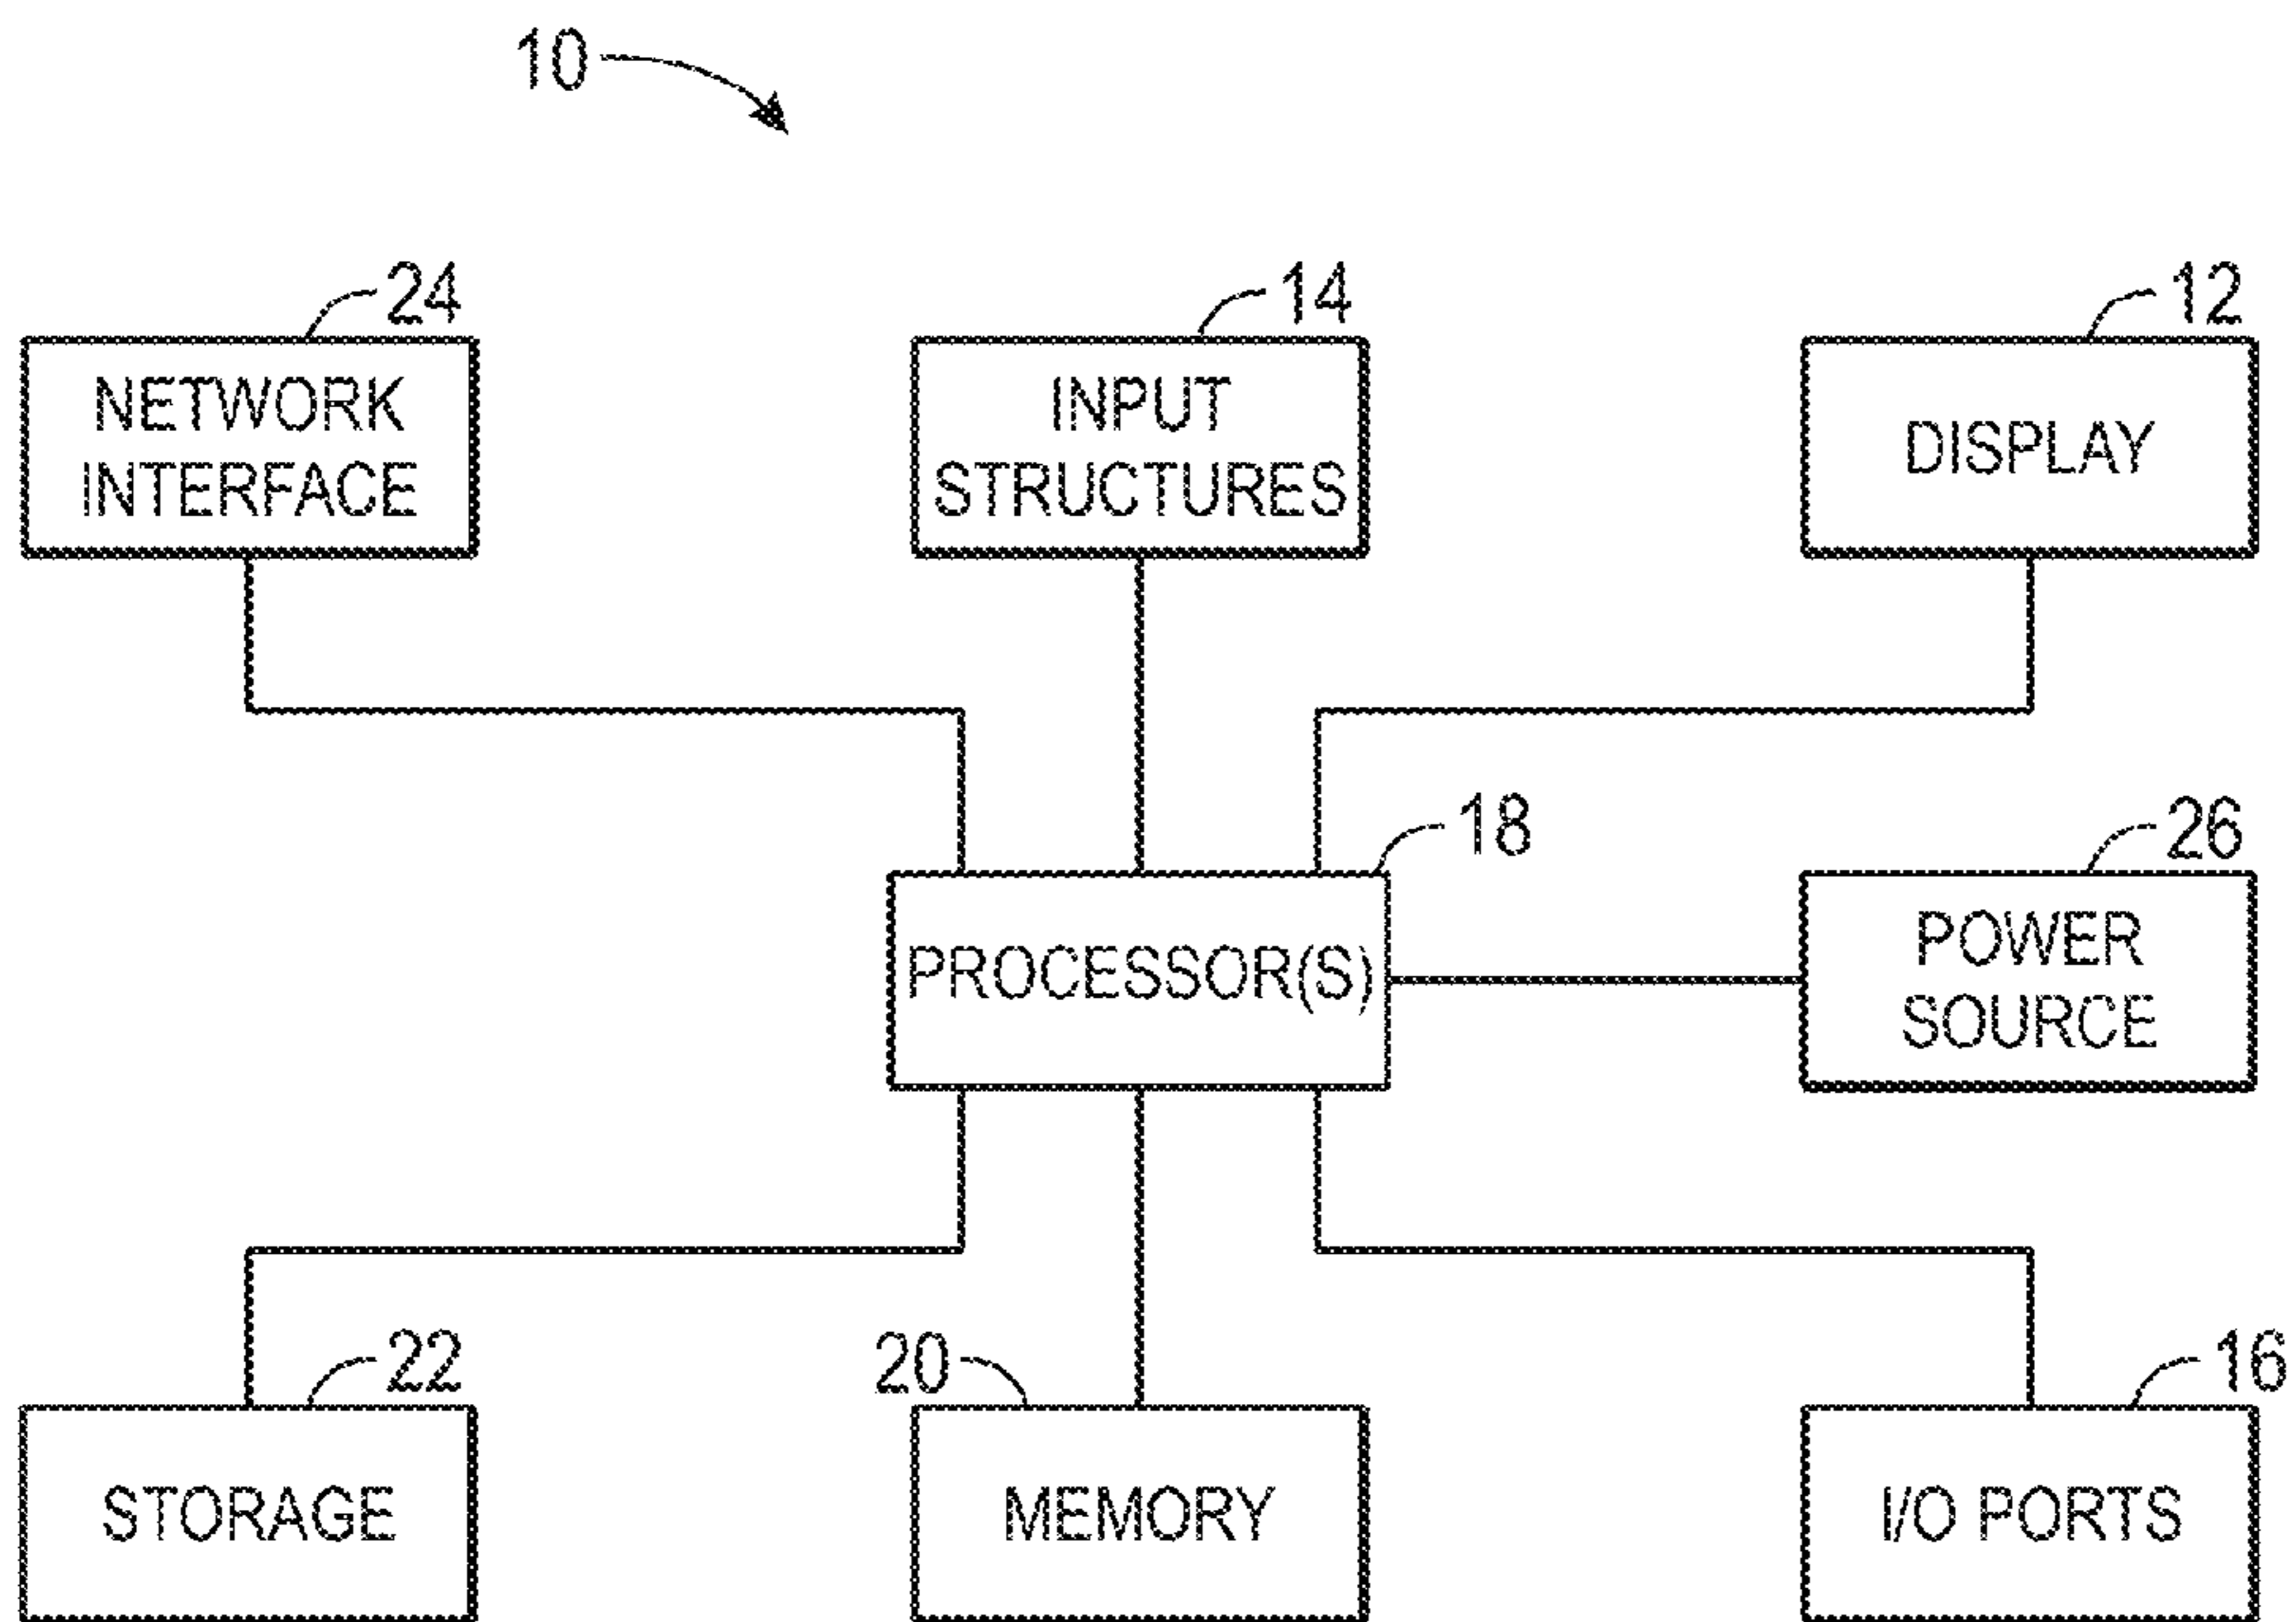 10
24
14
12
NETWORK
INTERFACE
INPUT
STRUCTURES
DISPLAY
18
26
PROCESSOR(S)
POWER
SOURCE
22
20
16
STORAGE
MEMORY
I/O PORTS